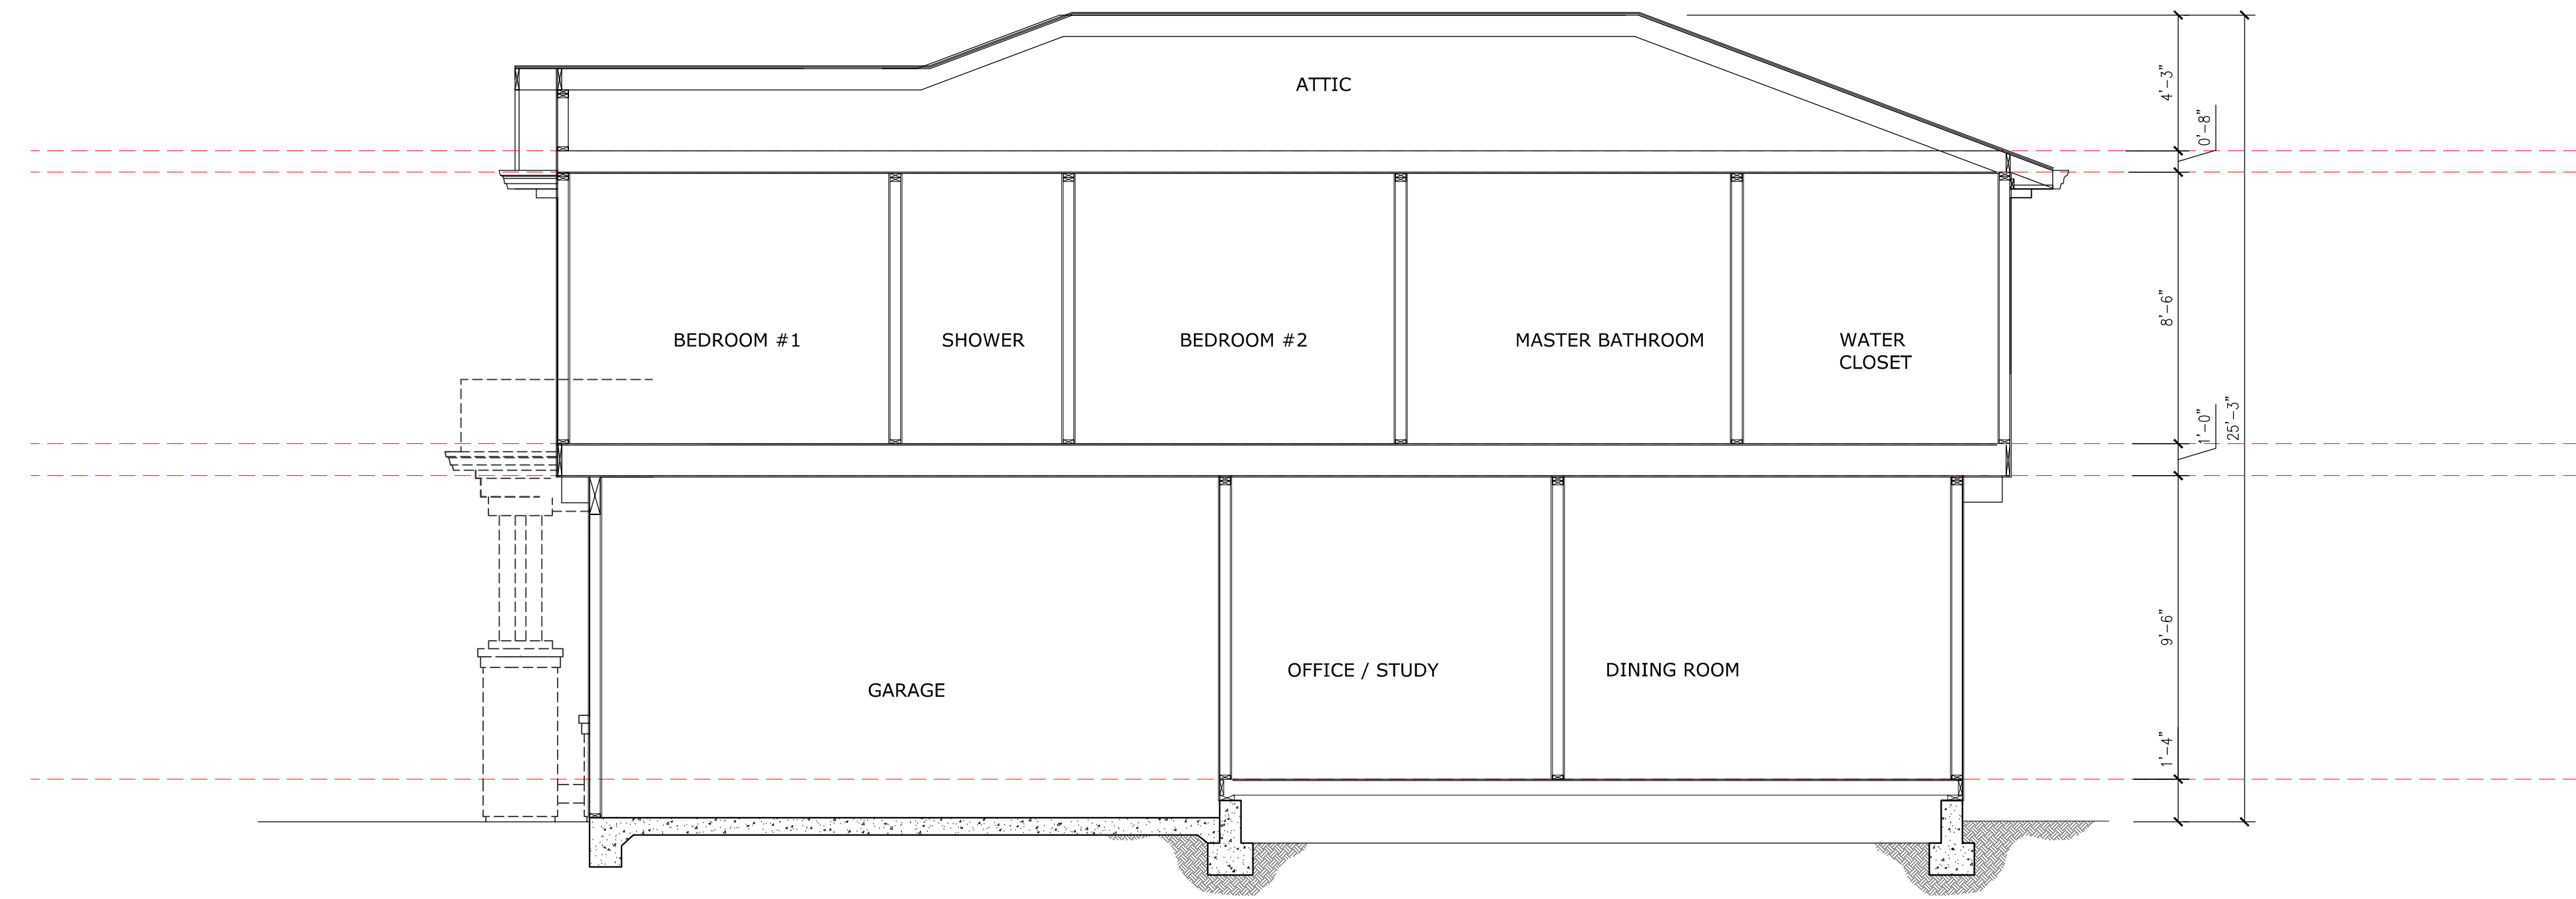 ATTIC
4'-3"
0'-8"
8'-6"
BEDROOM #1
SHOWER
BEDROOM #2
MASTER BATHROOM
WATER
CLOSET
1'-0"
25'-3"
9'-6"
OFFICE / STUDY
DINING ROOM
GARAGE
1'-4"